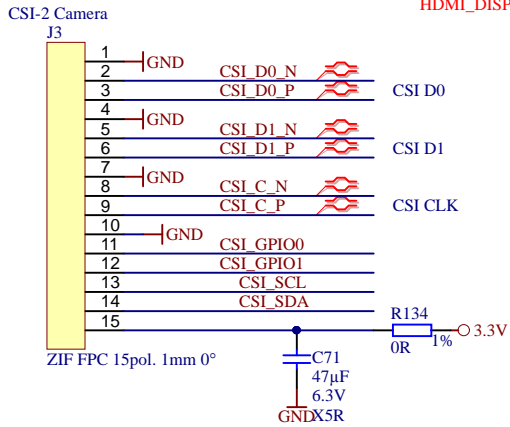 HDMI_DISP
CSI-2 Camera
J3
1 GND
2 CSI_D0_N
3 CSI_D0_P CSI D0
4 GND
5 CSI_D1_N
6 CSI_D1_P CSI D1
7 GND
8 CSI_C_N
9 CSI_C_P CSI CLK
10 GND
11 CSI_GPIO0
12 CSI_GPIO1
13 CSI_SCL
14 CSI_SDA
15
R134
0R 1% 3.3V
ZIF FPC 15pol. 1mm 0°
C71
47µF
6.3V
GND X5R